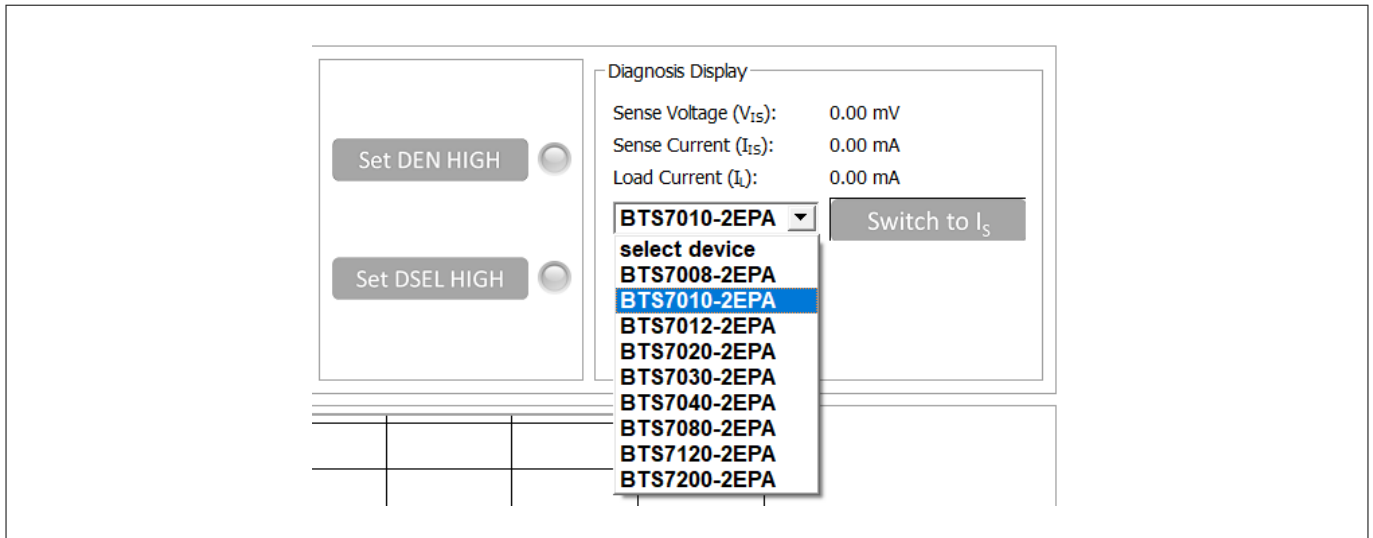 Set DEN HIGH
Set DSEL HIGH
Diagnosis Display
Sense Voltage (VIS): 0.00 mV
Sense Current (IIS): 0.00 mA
Load Current (IL): 0.00 mA
BTS7010-2EPA
Switch to IS
select device
BTS7008-2EPA
BTS7010-2EPA
BTS7012-2EPA
BTS7020-2EPA
BTS7030-2EPA
BTS7040-2EPA
BTS7080-2EPA
BTS7120-2EPA
BTS7200-2EPA